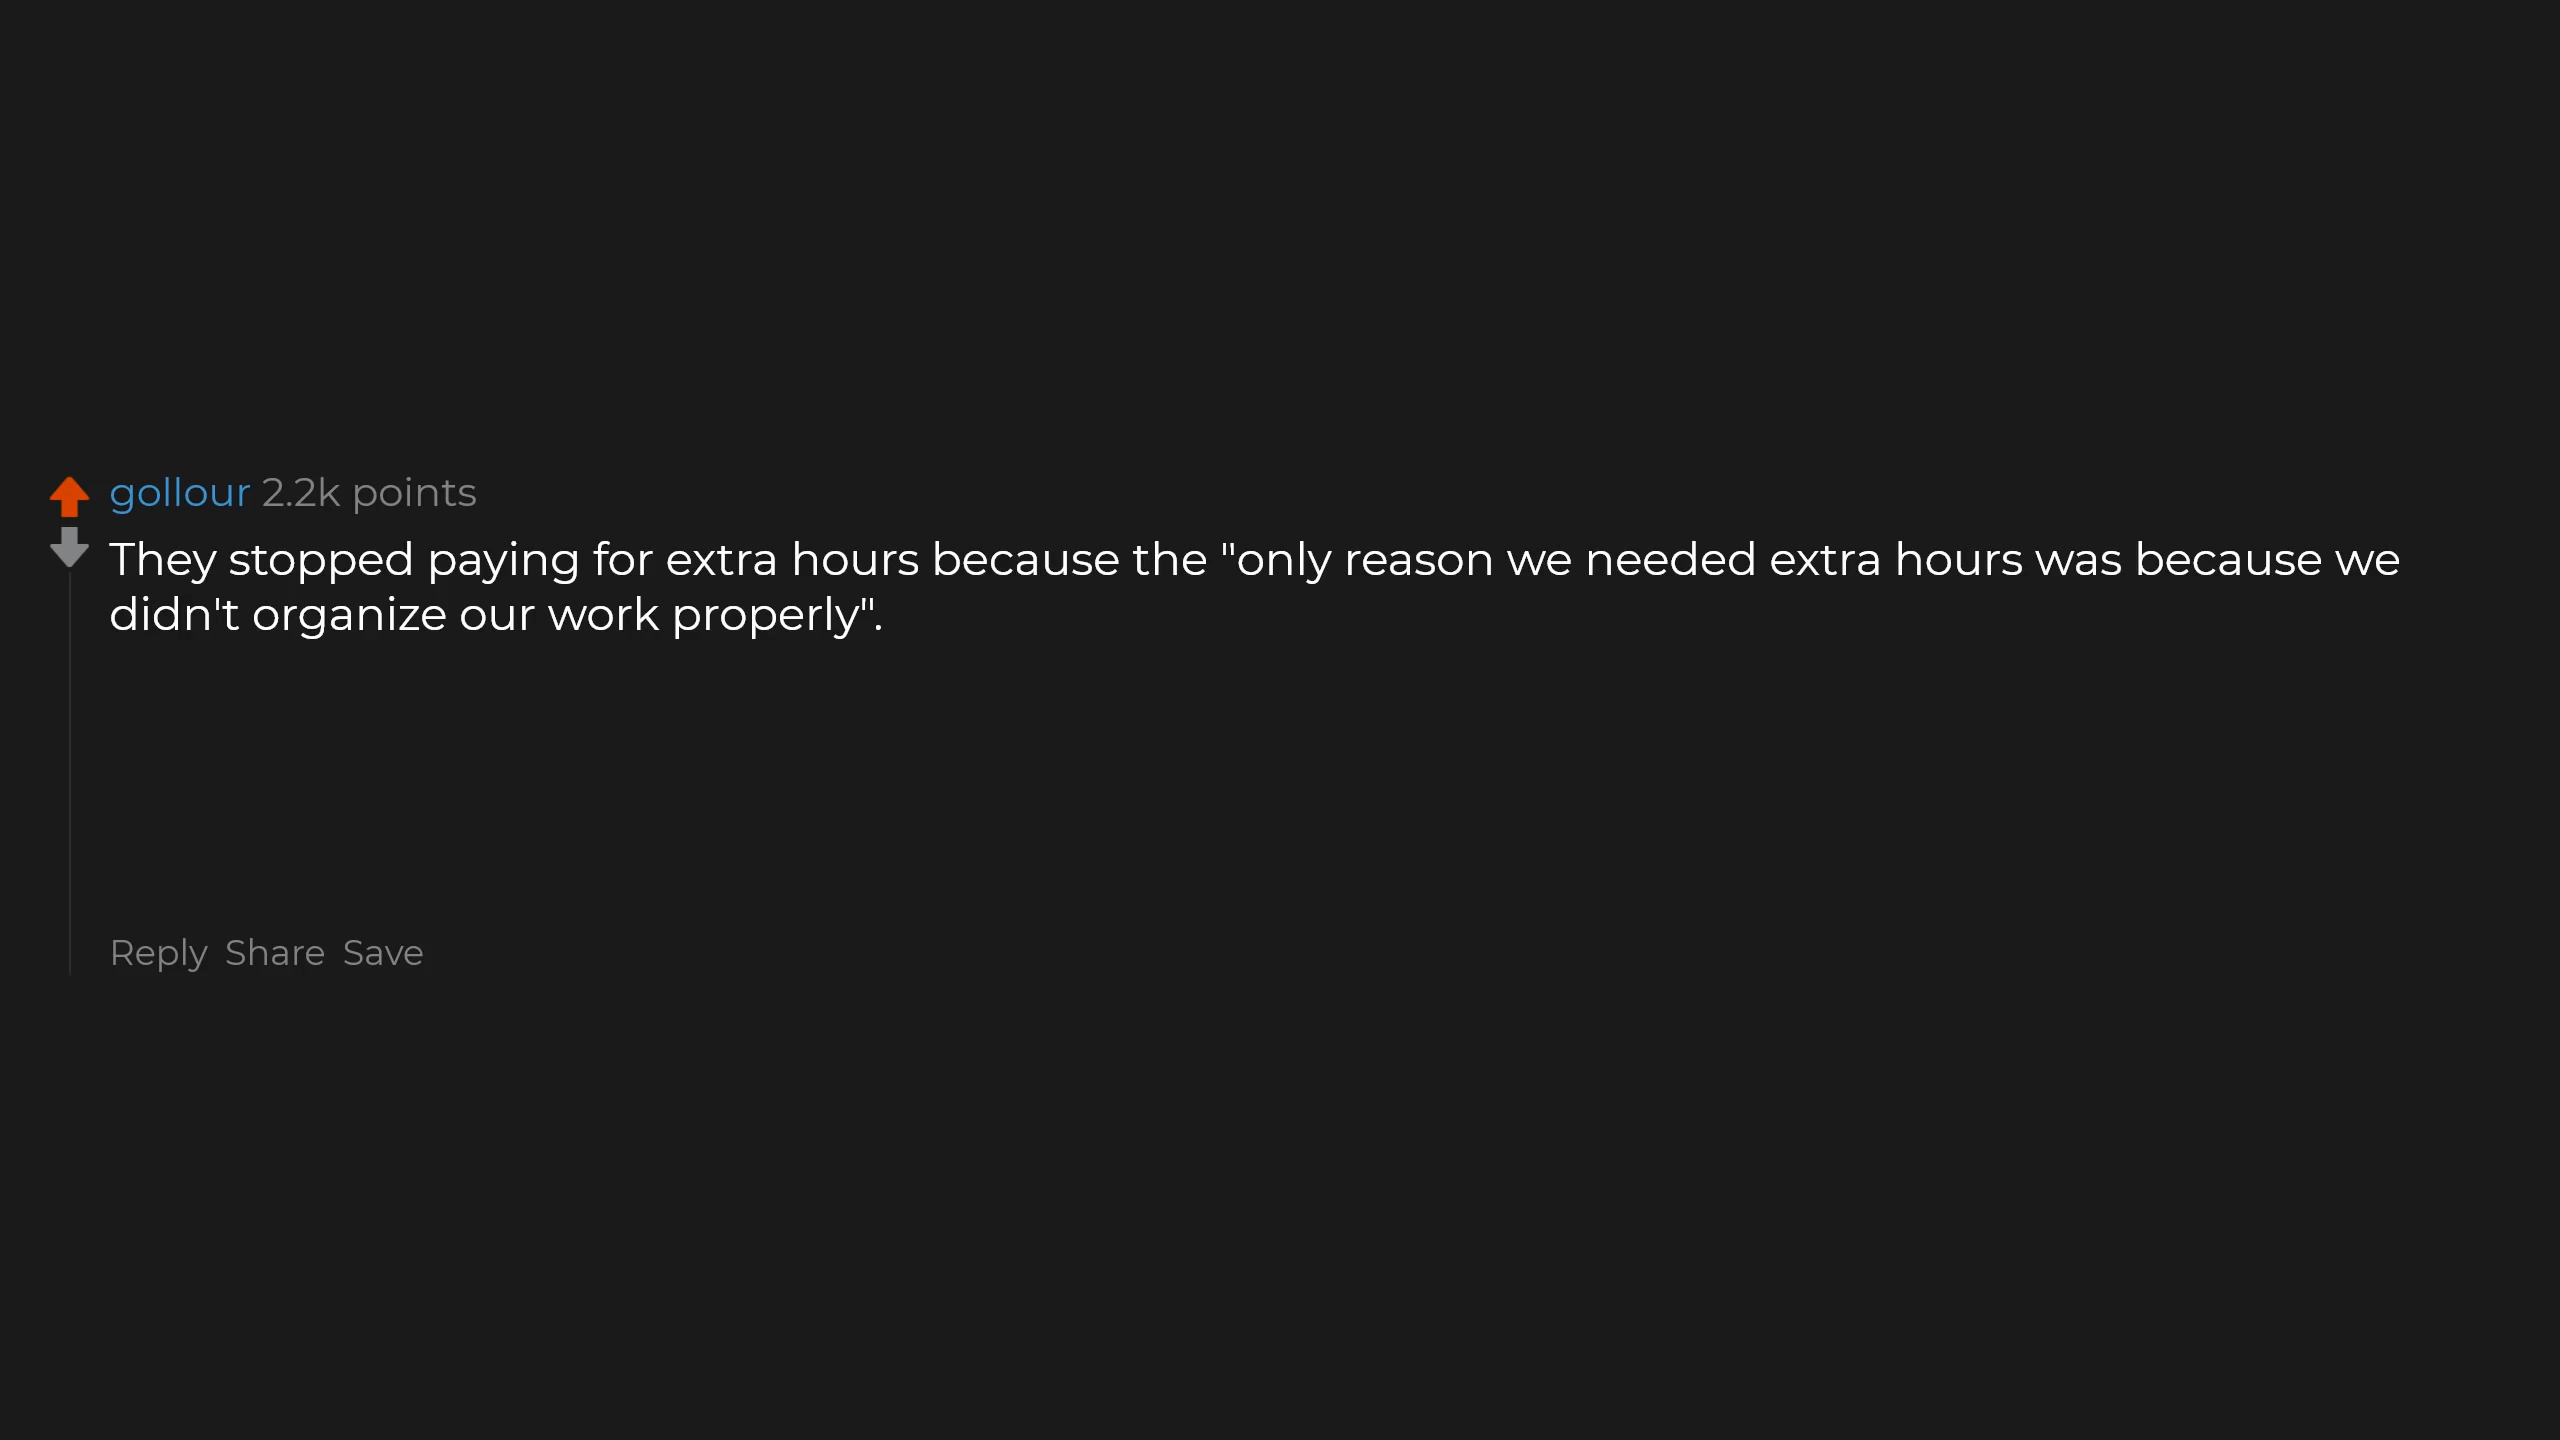 gollour 2.2k points
They stopped paying for extra hours because the "only reason we needed extra hours was because we
didn't organize our work properly".
Reply Share Save